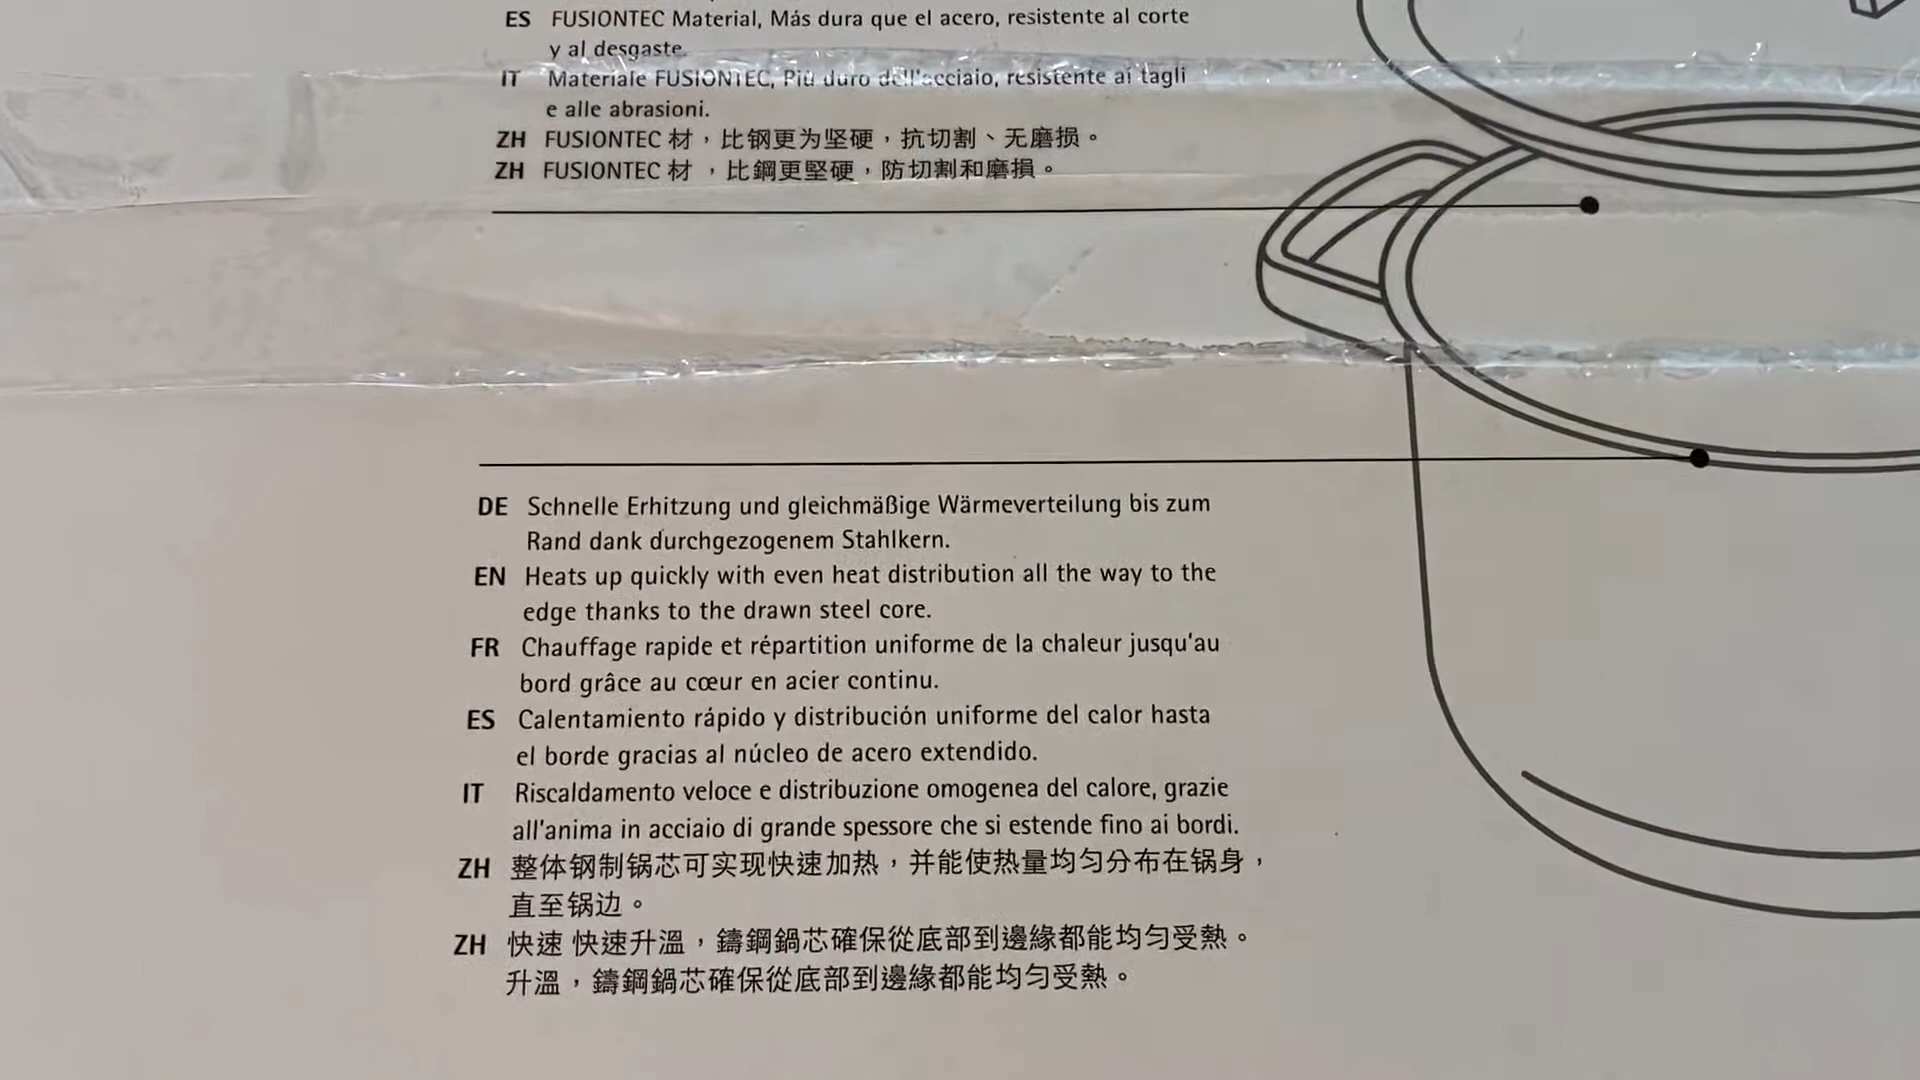 ES FUSIONTEC Material, Más dura que el acero, resistente al corte
y al desgaste.
IT Materiale FUSIONTEC, Più duro dell'acciaio, resistente ai tagli
e alle abrasioni.
ZH FUSIONTEC 材，比钢更为坚硬，抗切割、无磨损。
ZH FUSIONTEC 材 ，比鋼更堅硬，防切割和磨損。
DE Schnelle Erhitzung und gleichmäßige Wärmeverteilung bis zum
Rand dank durchgezogenem Stahlkern.
EN Heats up quickly with even heat distribution all the way to the
edge thanks to the drawn steel core.
FR Chauffage rapide et répartition uniforme de la chaleur jusqu'au
bord grâce au cœur en acier continu.
ES Calentamiento rápido y distribución uniforme del calor hasta
el borde gracias al núcleo de acero extendido.
IT Riscaldamento veloce e distribuzione omogenea del calore, grazie
all'anima in acciaio di grande spessore che si estende fino ai bordi.
ZH 整体钢制锅芯可实现快速加热，并能使热量均匀分布在锅身，
直至锅边。
ZH 快速 快速升溫，鑄鋼鍋芯確保從底部到邊緣都能均勻受熱。
升溫，鑄鋼鍋芯確保從底部到邊緣都能均勻受熱。